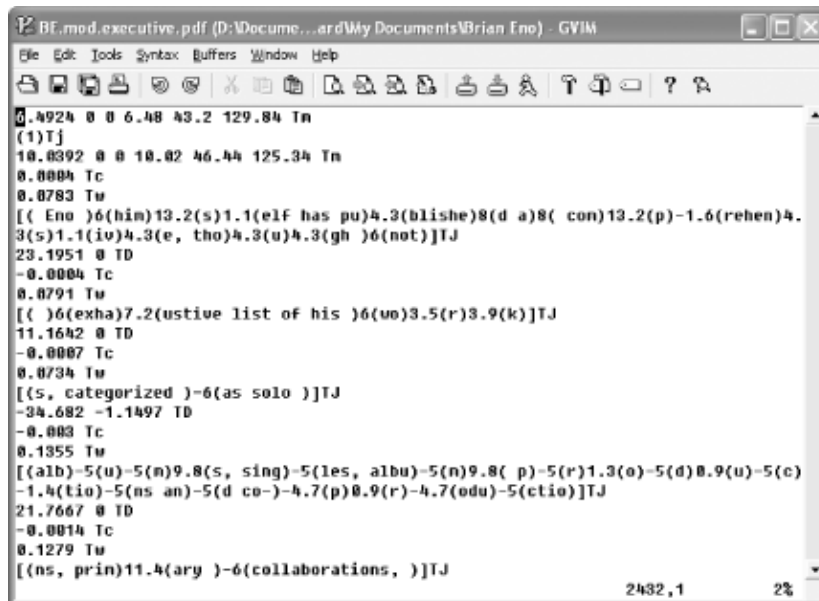 BE.mod.executive.pdf (D:\Docume...ard\My Documents\Brian Eno) - GVIM
File Edit Tools Syntax Buffers Window Help
6.4924 0 0 6.48 43.2 129.84 Tm
(1)Tj
10.0392 0 0 10.02 46.44 125.34 Tm
0.0004 Tc
0.0783 Tw
[( Eno )6(him)13.2(s)1.1(elf has pu)4.3(blishe)8(d a)8( com)13.2(p)-1.6(rehen)4.
3(s)1.1(iv)4.3(e, tho)4.3(u)4.3(gh )6(not)]TJ
23.1951 0 TD
-0.0004 Tc
0.0791 Tw
[( )6(exha)7.2(ustive list of his )6(wo)3.5(r)3.9(k)]TJ
11.1642 0 TD
-0.0007 Tc
0.0734 Tw
[(s, categorized )-6(as solo )]TJ
-34.682 -1.1497 TD
-0.003 Tc
0.1355 Tw
[(alb)-5(u)-5(m)9.8(s, sing)-5(les, albu)-5(m)9.8( p)-5(r)1.3(o)-5(d)0.9(u)-5(c)
-1.4(tio)-5(ns an)-5(d co-)-4.7(p)0.9(r)-4.7(odu)-5(ctio)]TJ
21.7667 0 TD
-0.0014 Tc
0.1279 Tw
[(ns, prim)11.4(ary )-6(collaborations, )]TJ
2432,1 2%